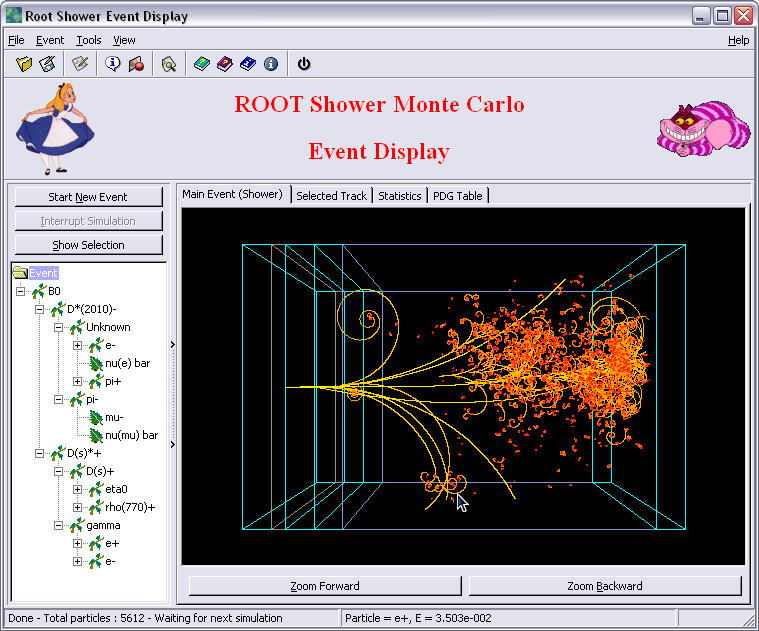 Root Shower Event Display
File Event Tools View Help
ROOT Shower Monte Carlo
Event Display
Start New Event
Interrupt Simulation
Show Selection
Main Event (Shower) Selected Track Statistics PDG Table
Event
B0
D*(2010)-
Unknown
e-
nu(e) bar
pi+
pi-
mu-
nu(mu) bar
D(s)*+
D(s)+
eta0
rho(770)+
gamma
e+
e-
Zoom Forward Zoom Backward
Done - Total particles : 5612 - Waiting for next simulation Particle = e+, E = 3.503e-002